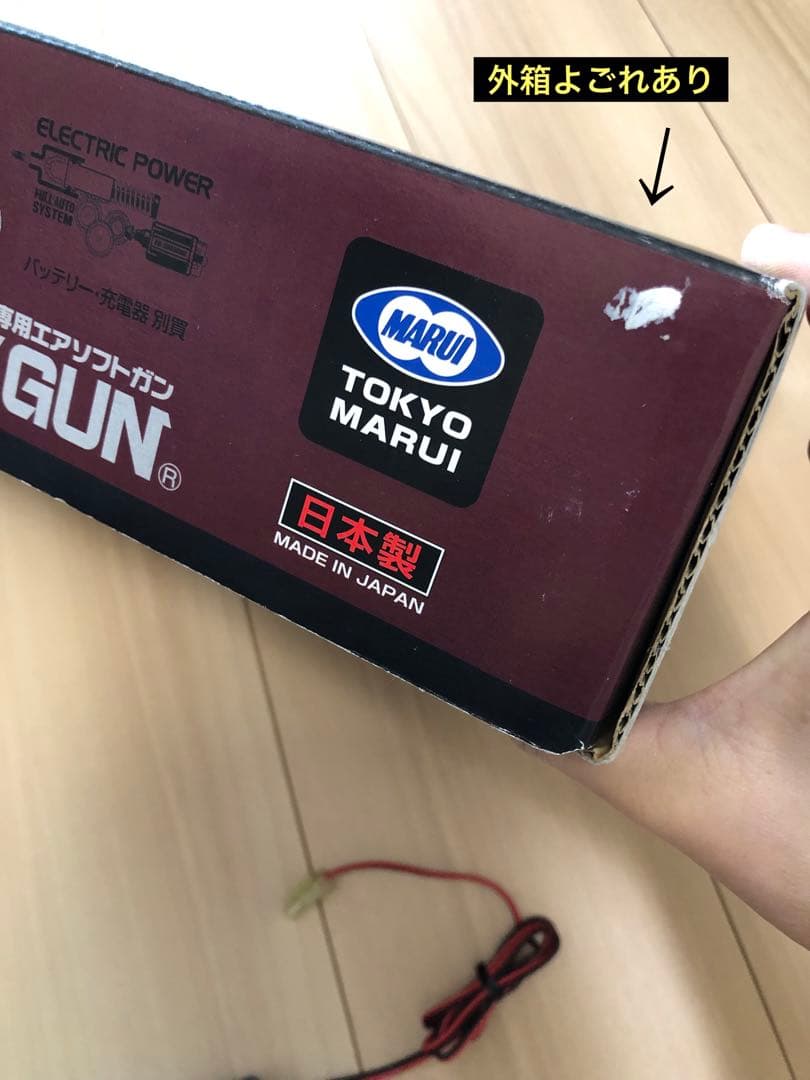 外箱よごれあり
ELECTRIC POWER
FULL AUTO
SYSTEM
バッテリー・充電器 別買
専用エアソフトガン
GUN®
MARUI
TOKYO
MARUI
日本製
MADE IN JAPAN